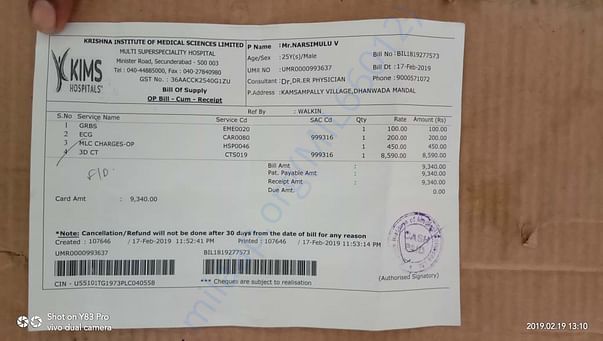 KRISHNA INSTITUTE OF MEDICAL SCIENCES LIMITED
MULTI SUPERSPECIALITY HOSPITAL
Minister Road, Secunderabad - 500 003
Tel : 040-44885000, Fax : 040-27840980
GST No. : 36AACCK2540G1ZU
Bill Of Supply
OP Bill - Cum - Receipt
KIMS
HOSPITALS
P Name : Mr.NARSIMULU V
Bill No : BIL1819277573
Age/Sex : 25Y(s)/Male
Bill Dt : 17-Feb-2019
UMR NO : UMR0000993637
Phone : 9000571072
Consultant : Dr.DR.ER PHYSICIAN
P.Address : KAMSAMPALLY VILLAGE,DHANWADA MANDAL
Ref By : WALKIN
S.No Service Name Service Cd SAC Cd Qty Rate Amount (Rs)
1 GRBS EME0020 1 100.00 100.00
2 ECG CAR0080 999316 1 200.00 200.00
3 MLC CHARGES-OP HSP0046 1 450.00 450.00
4 3D CT CTS019 999316 1 8,590.00 8,590.00
Bill Amt : 9,340.00
Pat. Payable Amt : 9,340.00
Receipt Amt : 9,340.00
Due Amt. : 0.00
Card Amt : 9,340.00
*Note: Cancellation/Refund will not be done after 30 days from the date of bill for any reason
Created : 107646 / 17-Feb-2019 11:52:41 PM Printed : 107646 / 17-Feb-2019 11:53:14 PM
UMR0000993637 BIL1819277573
CASH
(Authorised Signatory)
CIN - U55101TG1973PLC040558 *** Cheques are subject to realisation
Shot on Y83 Pro
vivo dual camera
2019.02.19 13:10